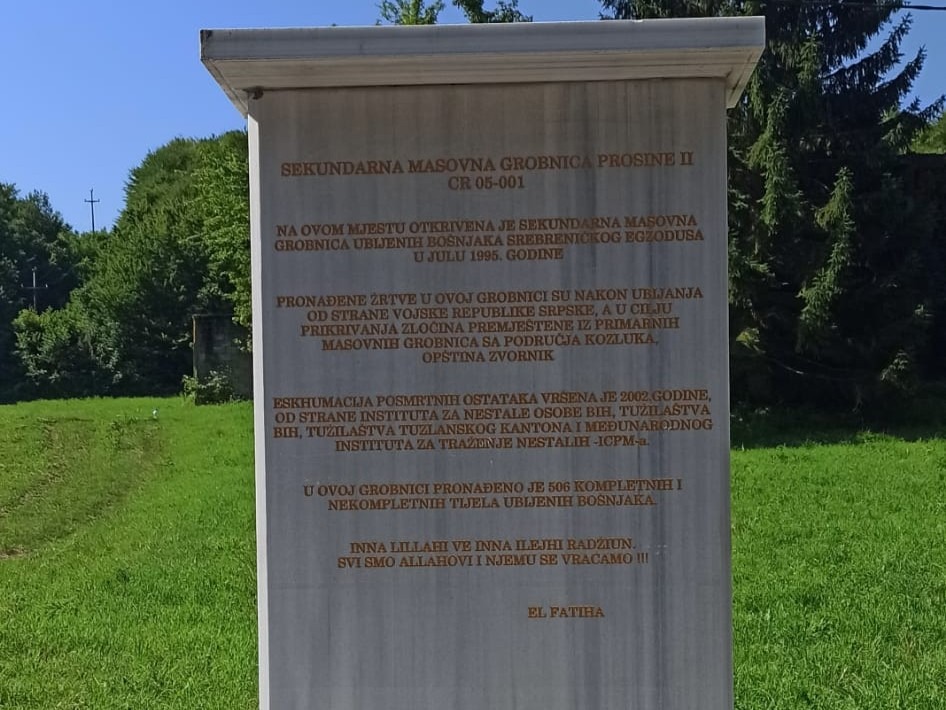 SEKUNDARNA MASOVNA GROBNICA PROSINE II
CR 05-001
NA OVOM MJESTU OTKRIVENA JE SEKUNDARNA MASOVNA
GROBNICA UBIJENIH BOŠNJAKA SREBRENIČKOG EGZODUSA
U JULU 1995. GODINE
PRONAĐENE ŽRTVE U OVOJ GROBNICI SU NAKON UBIJANJA
OD STRANE VOJSKE REPUBLIKE SRPSKE, A U CILJU
PRIKRIVANJA ZLOČINA PREMJEŠTENE IZ PRIMARNIH
MASOVNIH GROBNICA SA PODRUČJA KOZLUKA,
OPŠTINA ZVORNIK
ESKHUMACIJA POSMRTNIH OSTATAKA VRŠENA JE 2002.GODINE,
OD STRANE INSTITUTA ZA NESTALE OSOBE BIH, TUŽILAŠTVA
BIH, TUŽILAŠTVA TUZLANSKOG KANTONA I MEĐUNARODNOG
INSTITUTA ZA TRAŽENJE NESTALIH -ICPM-a.
U OVOJ GROBNICI PRONAĐENO JE 506 KOMPLETNIH I
NEKOMPLETNIH TIJELA UBIJENIH BOŠNJAKA.
INNA LILLAHI VE INNA ILEJHI RADŽIUN.
SVI SMO ALLAHOVI I NJEMU SE VRAĆAMO !!!
EL FATIHA